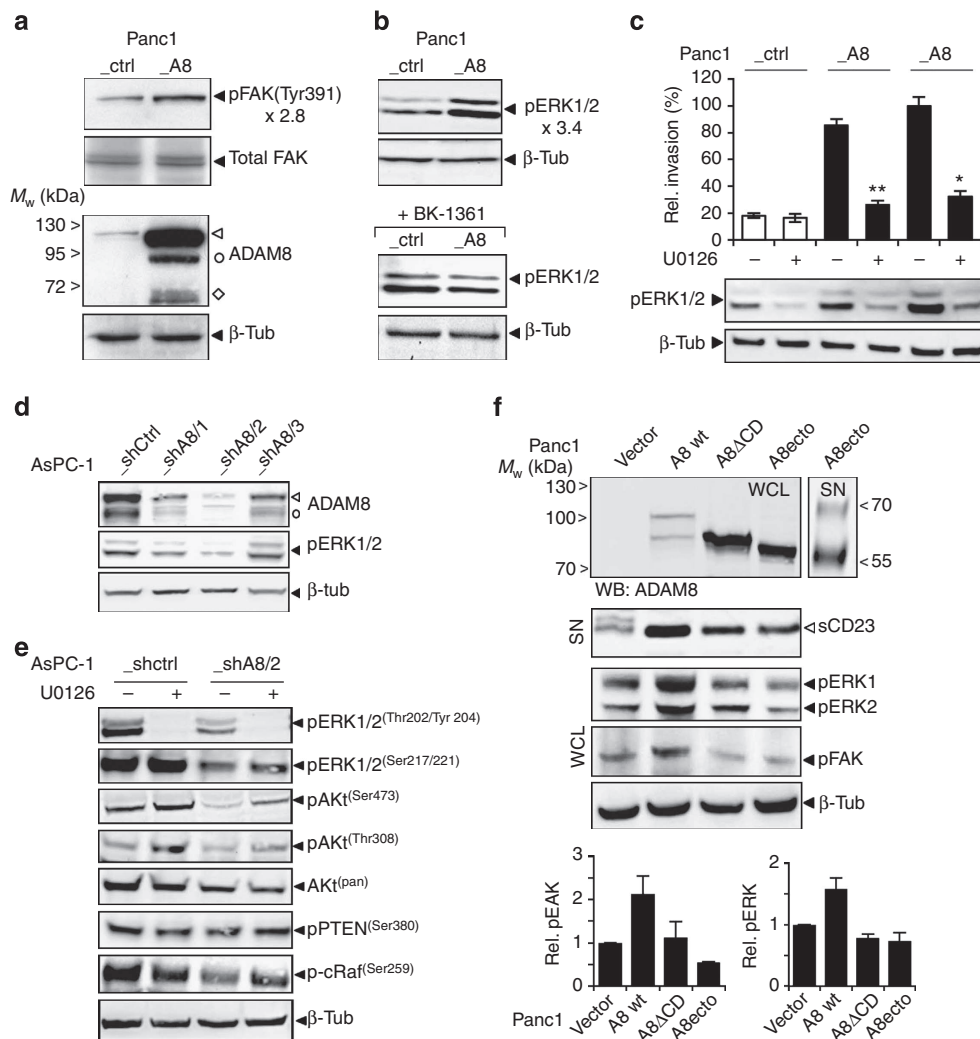 a
Panc1
_ctrl _A8
pFAK(Tyr391)
x 2.8
Total FAK
Mw (kDa)
130 >
95 >
72 >
ADAM8
β-Tub
b
Panc1
_ctrl _A8
pERK1/2
x 3.4
β-Tub
+ BK-1361
_ctrl _A8
pERK1/2
β-Tub
c
Panc1 _ctrl _A8 _A8
Rel. invasion (%)
120
100
80
60
40
20
0
** *
U0126 – + – + – +
pERK1/2
β-Tub
d
AsPC-1 _shCtrl _shA8/1 _shA8/2 _shA8/3
ADAM8
pERK1/2
β-tub
e
AsPC-1 _shctrl _shA8/2
U0126 – + – +
pERK1/2(Thr202/Tyr 204)
pERK1/2(Ser217/221)
pAKt(Ser473)
pAKt(Thr308)
AKt(pan)
pPTEN(Ser380)
p-cRaf(Ser259)
β-Tub
f
Panc1 Vector A8 wt A8ΔCD A8ecto A8ecto
Mw (kDa)
130 >
100 >
70 >
WCL SN
< 70
< 55
WB: ADAM8
SN sCD23
WCL
pERK1
pERK2
pFAK
β-Tub
Rel. pEAK
3
2
1
0
Panc1 Vector A8 wt A8ΔCD A8ecto
Rel. pERK
2
1
0
Vector A8 wt A8ΔCD A8ecto